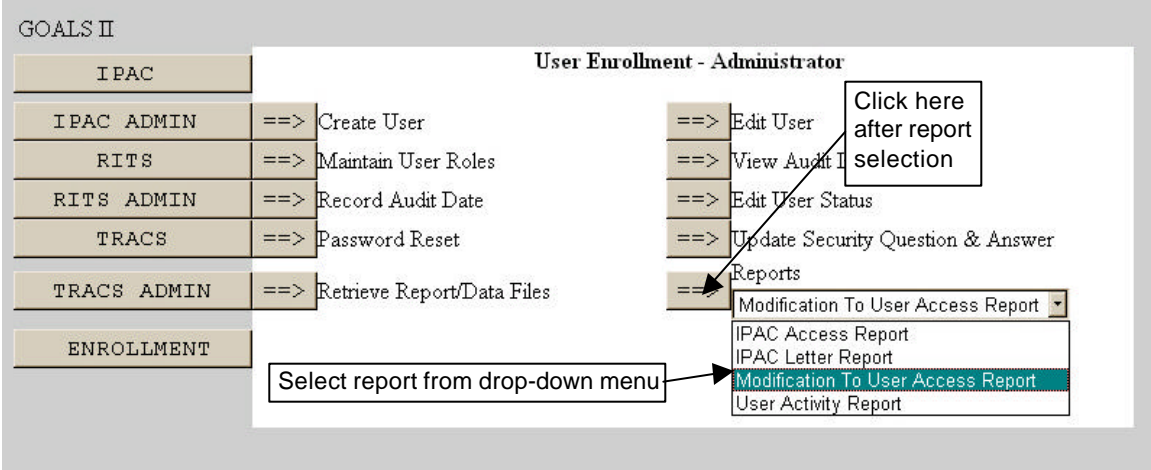 GOALS II
IPAC
User Enrollment - Administrator
IPAC ADMIN ==> Create User ==> Edit User
Click here
after report
selection
RITS ==> Maintain User Roles ==> View Audit
RITS ADMIN ==> Record Audit Date ==> Edit User Status
TRACS ==> Password Reset ==> Update Security Question & Answer
TRACS ADMIN ==> Retrieve Report/Data Files ==> Reports
Modification To User Access Report
ENROLLMENT
IPAC Access Report
IPAC Letter Report
Modification To User Access Report
User Activity Report
Select report from drop-down menu